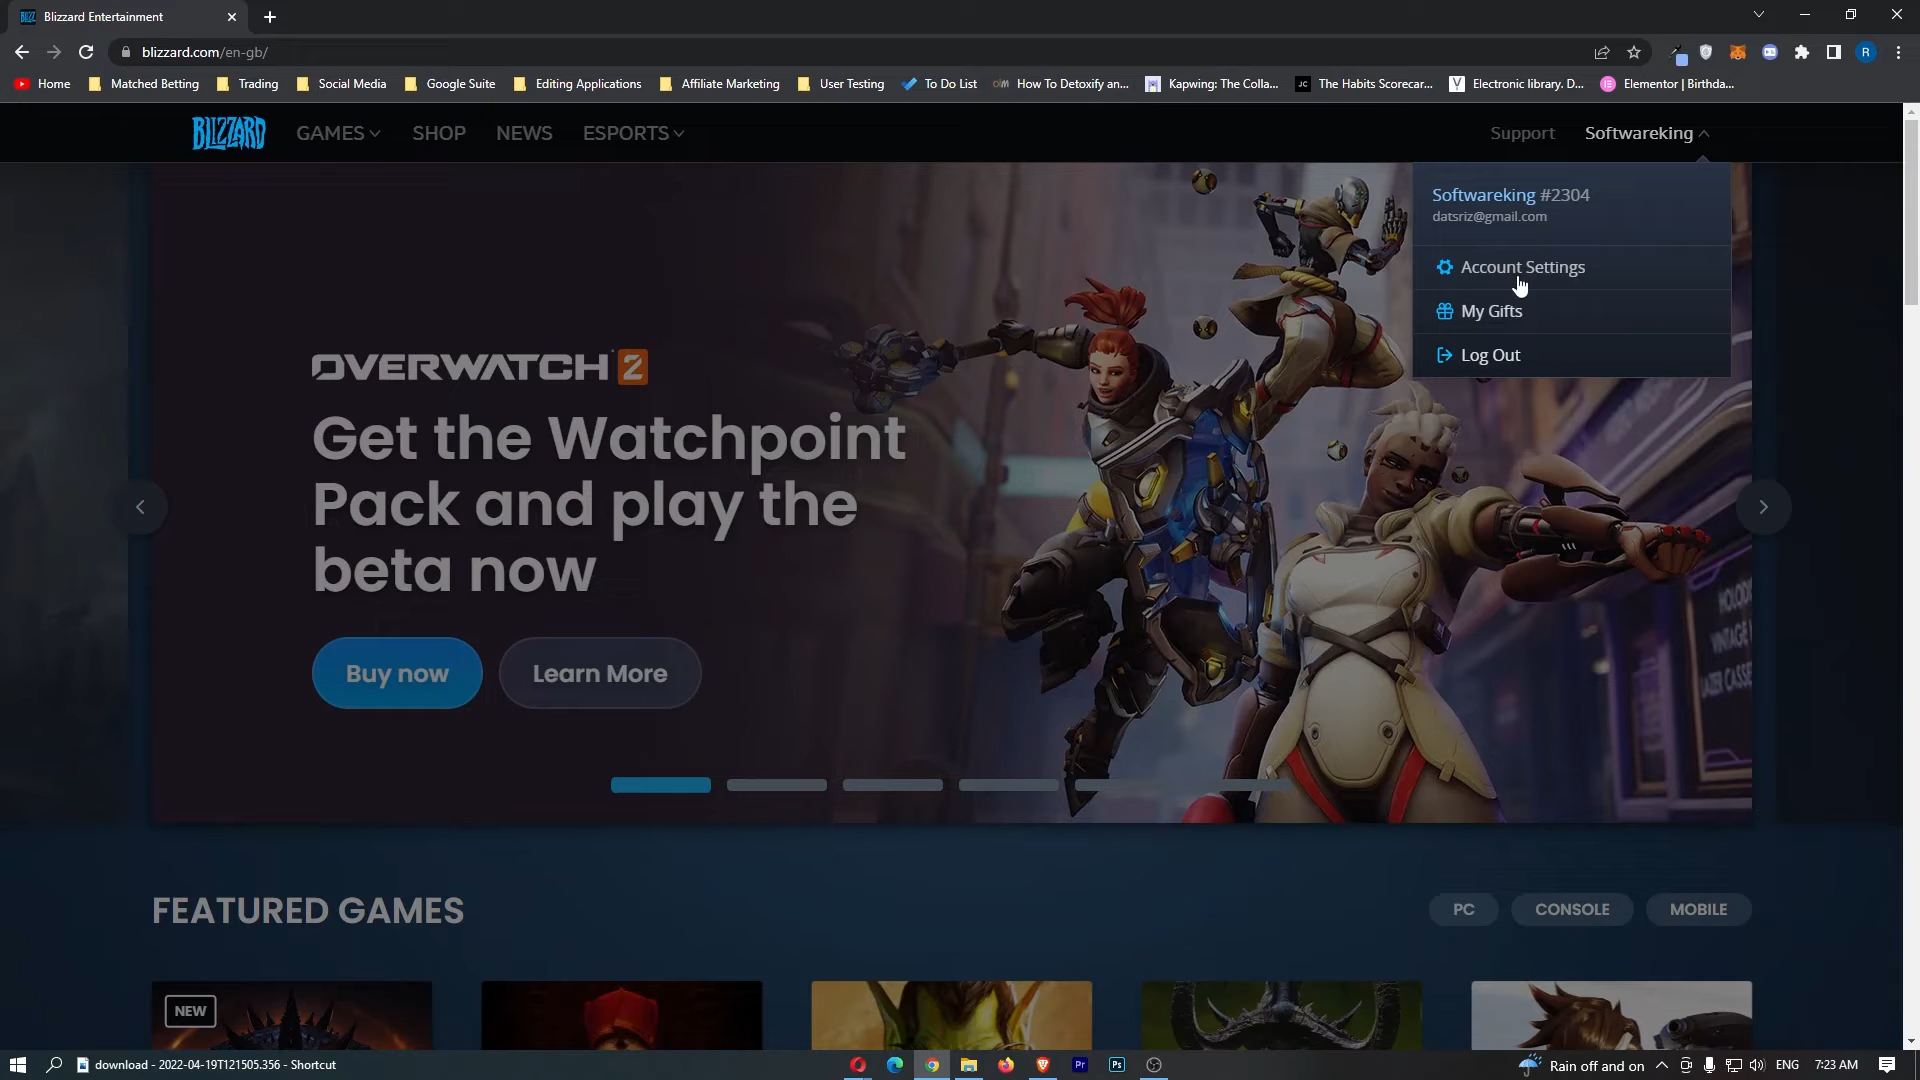 Blizzard Entertainment
blizzard.com/en-gb/
R
Home Matched Betting Trading Social Media Google Suite Editing Applications Affiliate Marketing User Testing To Do List How To Detoxify an... Kapwing: The Colla... The Habits Scorecar... Electronic library. D... Elementor | Birthda...
BLIZZARD GAMES SHOP NEWS ESPORTS Support Softwareking
Softwareking #2304
datsriz@gmail.com
Account Settings
My Gifts
Log Out
OVERWATCH 2
Get the Watchpoint
Pack and play the
beta now
Buy now Learn More
FEATURED GAMES PC CONSOLE MOBILE
NEW
download - 2022-04-19T121505.356 - Shortcut Pr Ps Rain off and on ENG 7:23 AM